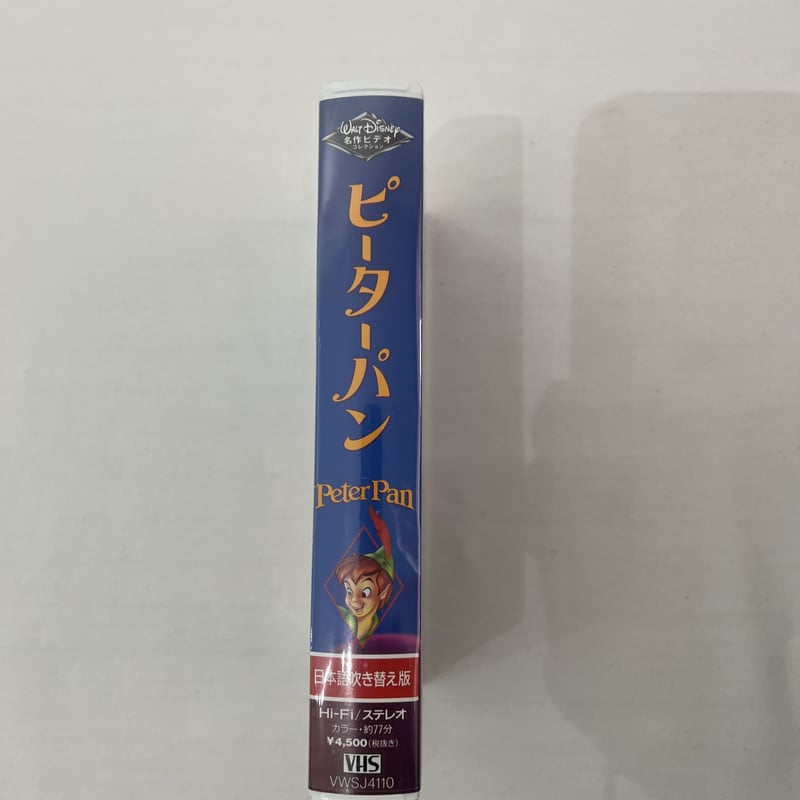 WALT DISNEY
名作ビデオ
コレクション
ピーターパン
Peter Pan
日本語吹き替え版
Hi-Fi/ステレオ
カラー・約77分
¥4,500(税抜き)
VHS
VWSJ4110